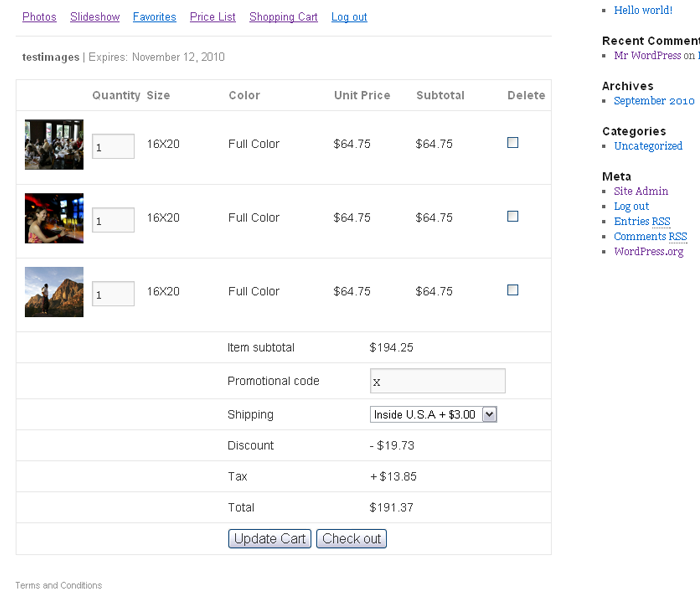 Photos Slideshow Favorites Price List Shopping Cart Log out
testimages | Expires: November 12, 2010
Quantity Size Color Unit Price Subtotal Delete
1 16X20 Full Color $64.75 $64.75
1 16X20 Full Color $64.75 $64.75
1 16X20 Full Color $64.75 $64.75
Item subtotal $194.25
Promotional code x
Shipping Inside U.S.A + $3.00
Discount - $19.73
Tax + $13.85
Total $191.37
Update Cart Check out
Terms and Conditions
Hello world!
Recent Comment
Mr WordPress on
Archives
September 2010
Categories
Uncategorized
Meta
Site Admin
Log out
Entries RSS
Comments RSS
WordPress.org